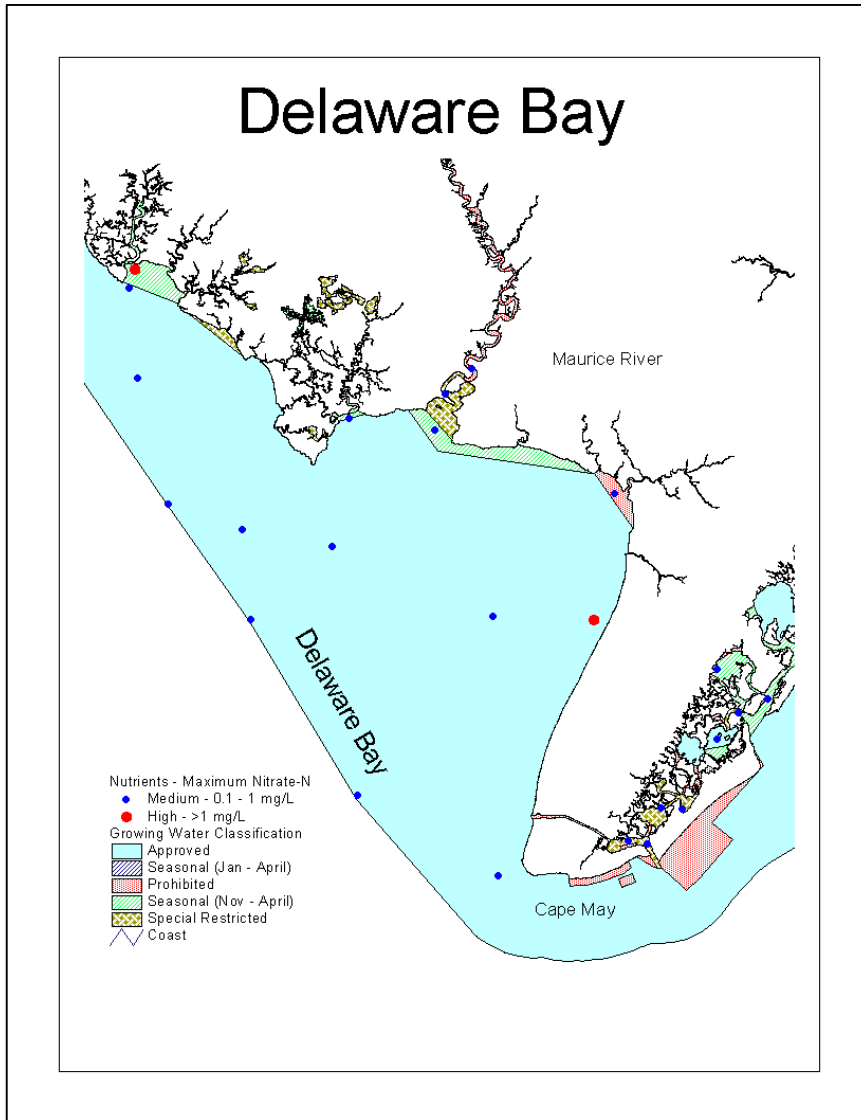 Delaware Bay
Maurice River
Delaware Bay
Nutrients - Maximum Nitrate-N
Medium - 0.1 - 1 mg/L
High - >1 mg/L
Growing Water Classification
Approved
Seasonal (Jan - April)
Prohibited
Seasonal (Nov - April)
Special Restricted
Coast
Cape May